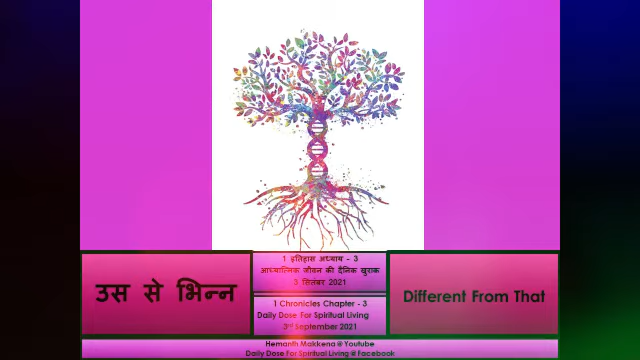 उस से भिन्न
1 इतिहास अध्याय - 3
आध्यात्मिक जीवन की दैनिक खुराक
3 सितंबर 2021
1 Chronicles Chapter - 3
Daily Dose For Spiritual Living
3rd September 2021
Different From That
Hemanth Makkena @ Youtube
Daily Dose For Spiritual Living @ Facebook